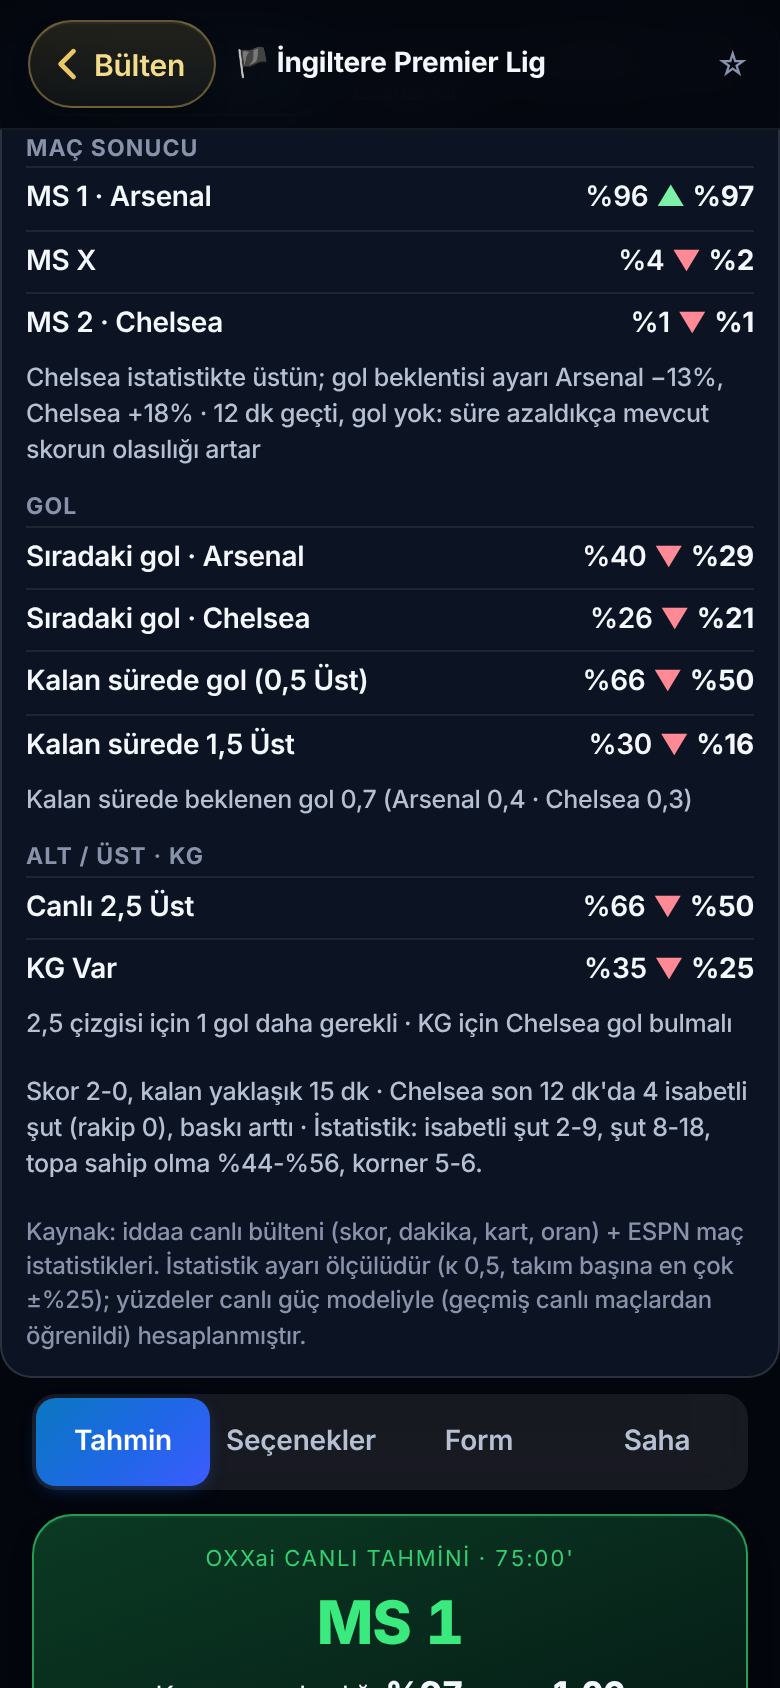 Bülten
İngiltere Premier Lig
MAÇ SONUCU
MS 1 · Arsenal %96 ▲ %97
MS X %4 ▼ %2
MS 2 · Chelsea %1 ▼ %1
Chelsea istatistikte üstün; gol beklentisi ayarı Arsenal −13%,
Chelsea +18% · 12 dk geçti, gol yok: süre azaldıkça mevcut
skorun olasılığı artar
GOL
Sıradaki gol · Arsenal %40 ▼ %29
Sıradaki gol · Chelsea %26 ▼ %21
Kalan sürede gol (0,5 Üst) %66 ▼ %50
Kalan sürede 1,5 Üst %30 ▼ %16
Kalan sürede beklenen gol 0,7 (Arsenal 0,4 · Chelsea 0,3)
ALT / ÜST · KG
Canlı 2,5 Üst %66 ▼ %50
KG Var %35 ▼ %25
2,5 çizgisi için 1 gol daha gerekli · KG için Chelsea gol bulmalı
Skor 2-0, kalan yaklaşık 15 dk · Chelsea son 12 dk'da 4 isabetli
şut (rakip 0), baskı arttı · İstatistik: isabetli şut 2-9, şut 8-18,
topa sahip olma %44-%56, korner 5-6.
Kaynak: iddaa canlı bülteni (skor, dakika, kart, oran) + ESPN maç
istatistikleri. İstatistik ayarı ölçülüdür (κ 0,5, takım başına en çok
±%25); yüzdeler canlı güç modeliyle (geçmiş canlı maçlardan
öğrenildi) hesaplanmıştır.
Tahmin Seçenekler Form Saha
OXXai CANLI TAHMİNİ · 75:00'
MS 1